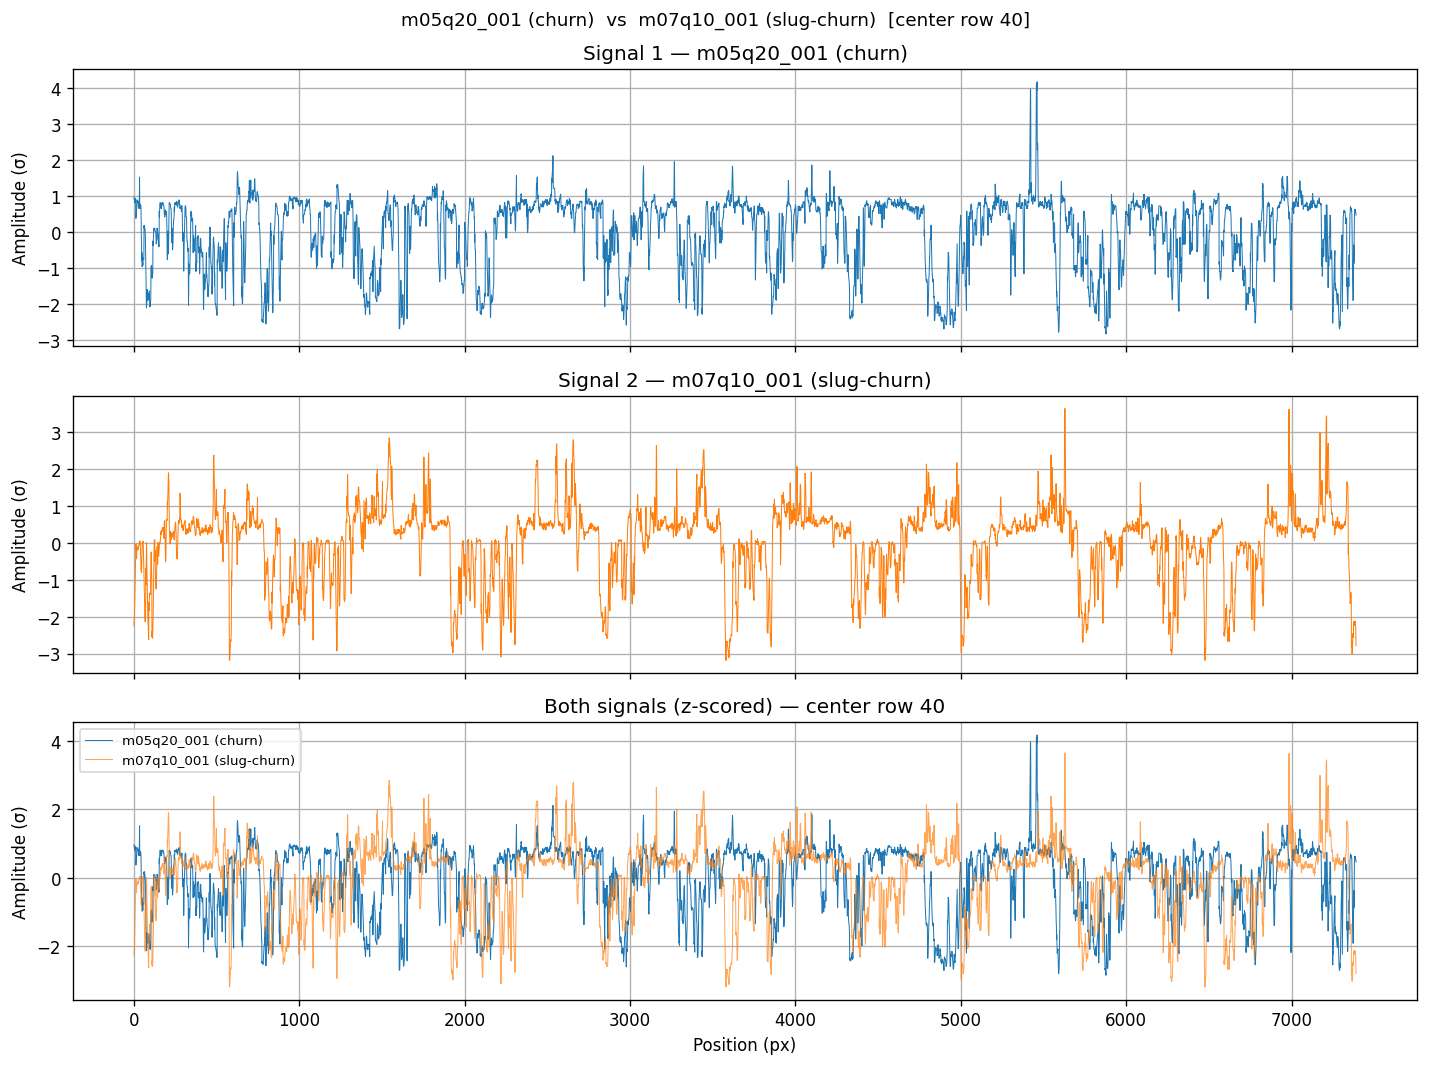 m05q20_001 (churn)  vs  m07q10_001 (slug-churn)  [center row 40]
Signal 1 — m05q20_001 (churn)
Amplitude (σ)
4
3
2
1
0
−1
−2
−3
Signal 2 — m07q10_001 (slug-churn)
Amplitude (σ)
3
2
1
0
−1
−2
−3
Both signals (z-scored) — center row 40
m05q20_001 (churn)
m07q10_001 (slug-churn)
Amplitude (σ)
4
2
0
−2
0 1000 2000 3000 4000 5000 6000 7000
Position (px)